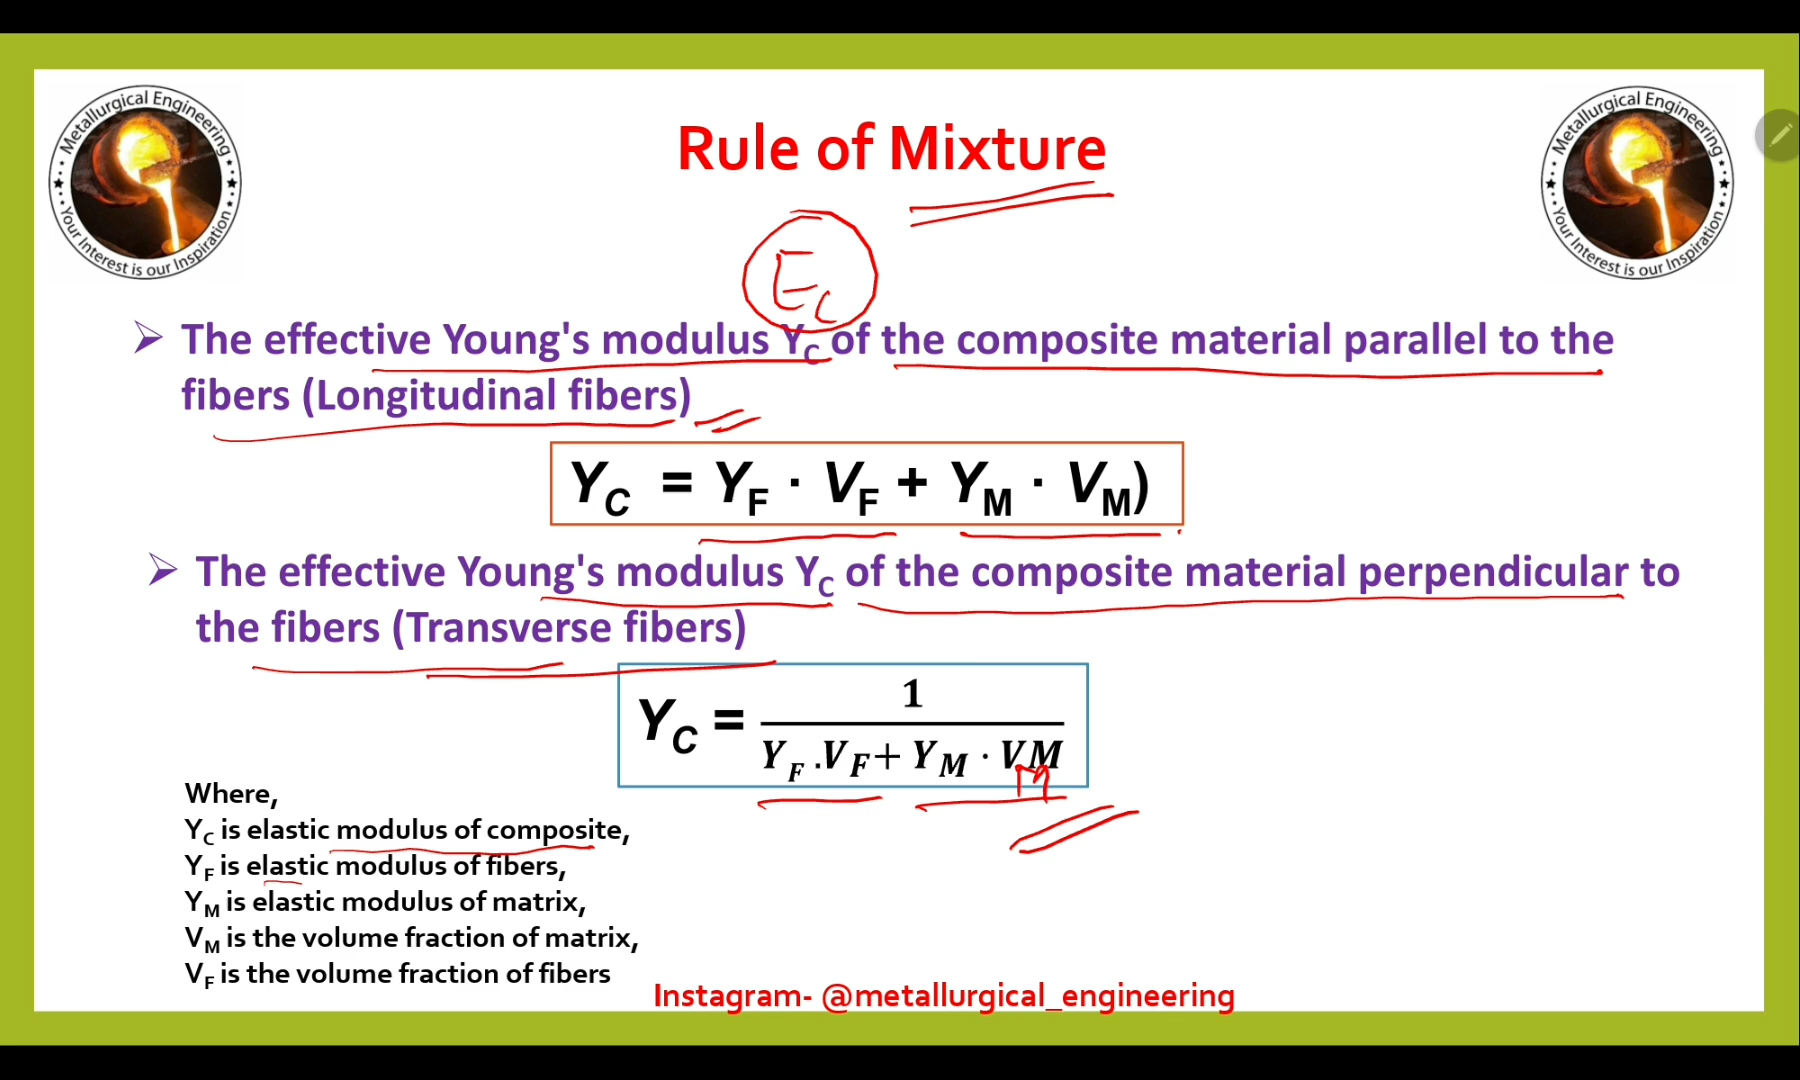 Metallurgical Engineering
Your Interest is our Inspiration
Rule of Mixture
Metallurgical Engineering
Your Interest is our Inspiration
Ec
➢ The effective Young's modulus YC of the composite material parallel to the
fibers (Longitudinal fibers)
YC = YF · VF + YM · VM)
➢ The effective Young's modulus YC of the composite material perpendicular to
the fibers (Transverse fibers)
YC = 1
YF .VF+ YM · VM
M
Where,
YC is elastic modulus of composite,
YF is elastic modulus of fibers,
YM is elastic modulus of matrix,
VM is the volume fraction of matrix,
VF is the volume fraction of fibers
Instagram- @metallurgical_engineering